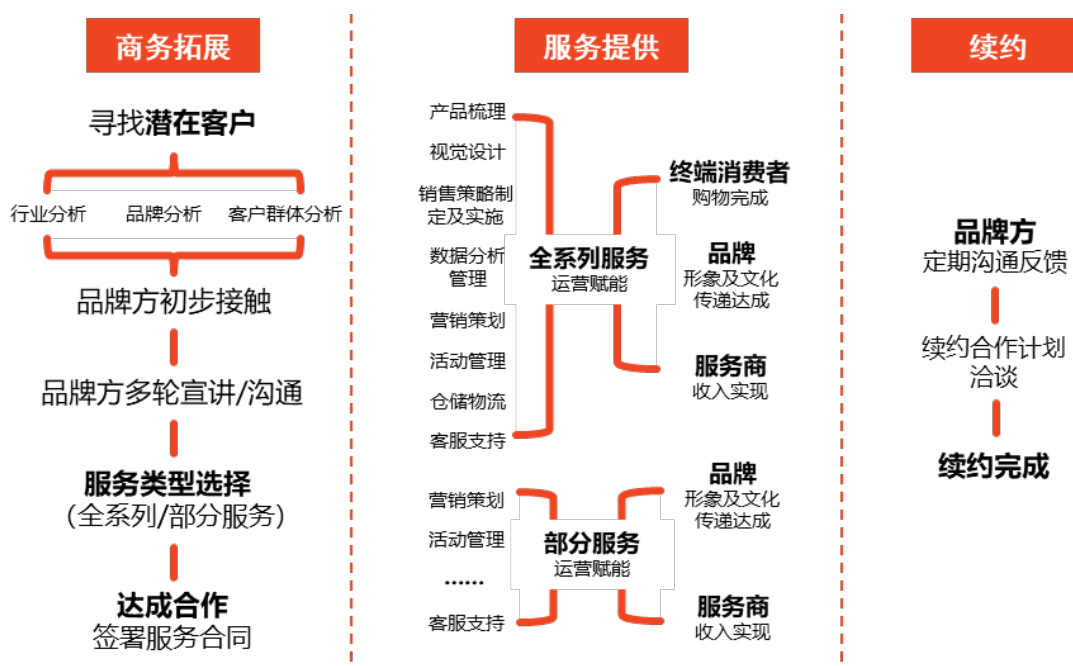 商务拓展
寻找潜在客户
行业分析
品牌分析
客户群体分析
品牌方初步接触
品牌方多轮宣讲/沟通
服务类型选择
（全系列/部分服务）
达成合作
签署服务合同
服务提供
产品梳理
视觉设计
销售策略制
定及实施
数据分析
管理
营销策划
活动管理
仓储物流
客服支持
全系列服务
运营赋能
终端消费者
购物完成
品牌
形象及文化
传递达成
服务商
收入实现
营销策划
活动管理
......
客服支持
部分服务
运营赋能
品牌
形象及文化
传递达成
服务商
收入实现
续约
品牌方
定期沟通反馈
续约合作计划
洽谈
续约完成